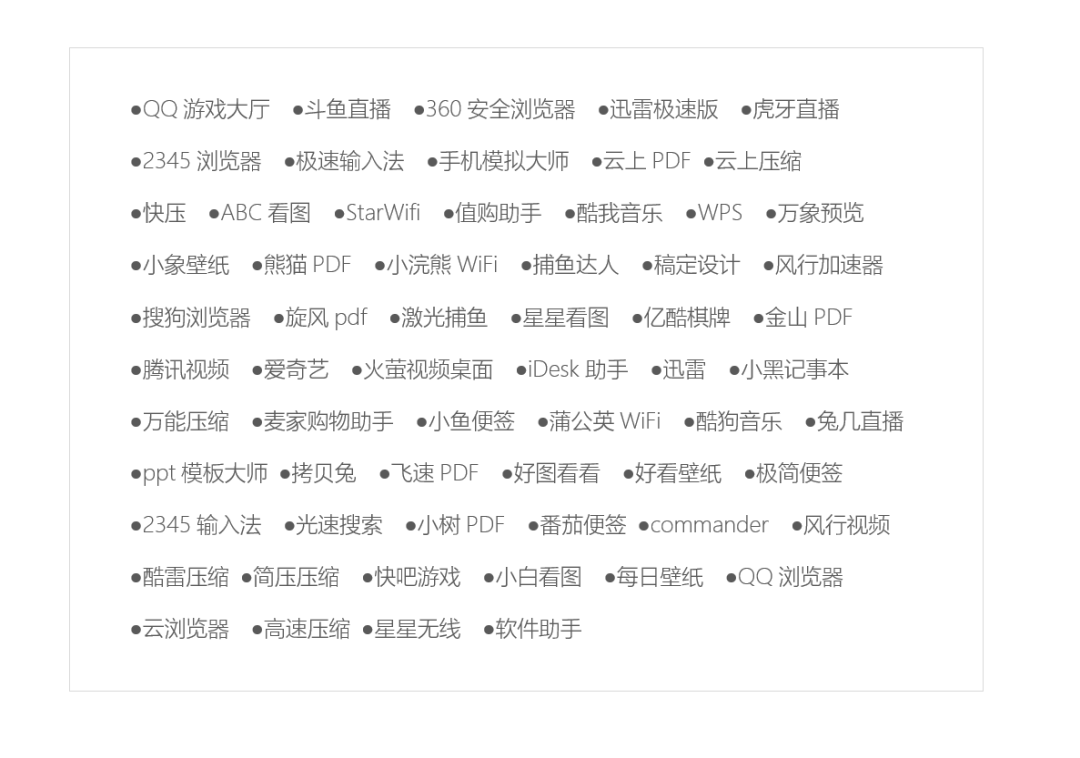 ●QQ 游戏大厅 ●斗鱼直播 ●360 安全浏览器 ●迅雷极速版 ●虎牙直播
●2345 浏览器 ●极速输入法 ●手机模拟大师 ●云上 PDF ●云上压缩
●快压 ●ABC 看图 ●StarWifi ●值购助手 ●酷我音乐 ●WPS ●万象预览
●小象壁纸 ●熊猫 PDF ●小浣熊 WiFi ●捕鱼达人 ●稿定设计 ●风行加速器
●搜狗浏览器 ●旋风 pdf ●激光捕鱼 ●星星看图 ●亿酷棋牌 ●金山 PDF
●腾讯视频 ●爱奇艺 ●火萤视频桌面 ●iDesk 助手 ●迅雷 ●小黑记事本
●万能压缩 ●麦家购物助手 ●小鱼便签 ●蒲公英 WiFi ●酷狗音乐 ●兔几直播
●ppt 模板大师 ●拷贝兔 ●飞速 PDF ●好图看看 ●好看壁纸 ●极简便签
●2345 输入法 ●光速搜索 ●小树 PDF ●番茄便签 ●commander ●风行视频
●酷雷压缩 ●简压压缩 ●快吧游戏 ●小白看图 ●每日壁纸 ●QQ 浏览器
●云浏览器 ●高速压缩 ●星星无线 ●软件助手